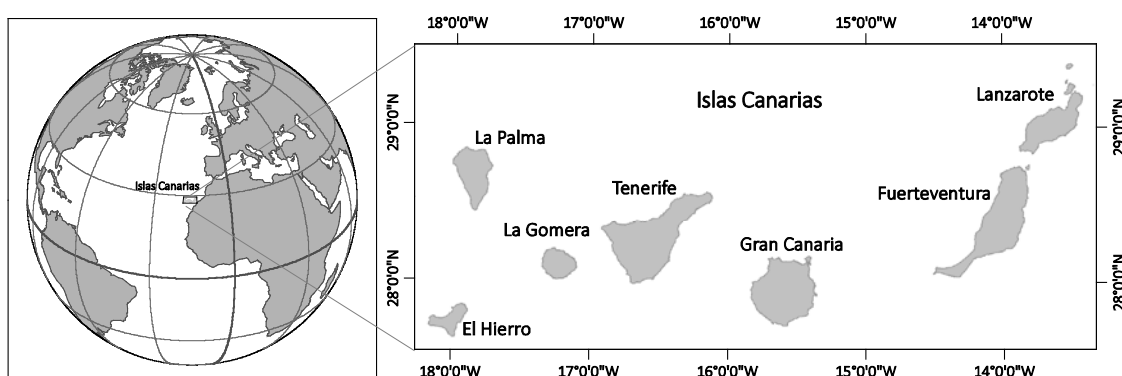 18°0'0"W 17°0'0"W 16°0'0"W 15°0'0"W 14°0'0"W
Islas Canarias
Lanzarote
29°0'0"N
29°0'0"N
La Palma
Islas Canarias
Tenerife
Fuerteventura
La Gomera
Gran Canaria
28°0'0"N
28°0'0"N
El Hierro
18°0'0"W 17°0'0"W 16°0'0"W 15°0'0"W 14°0'0"W